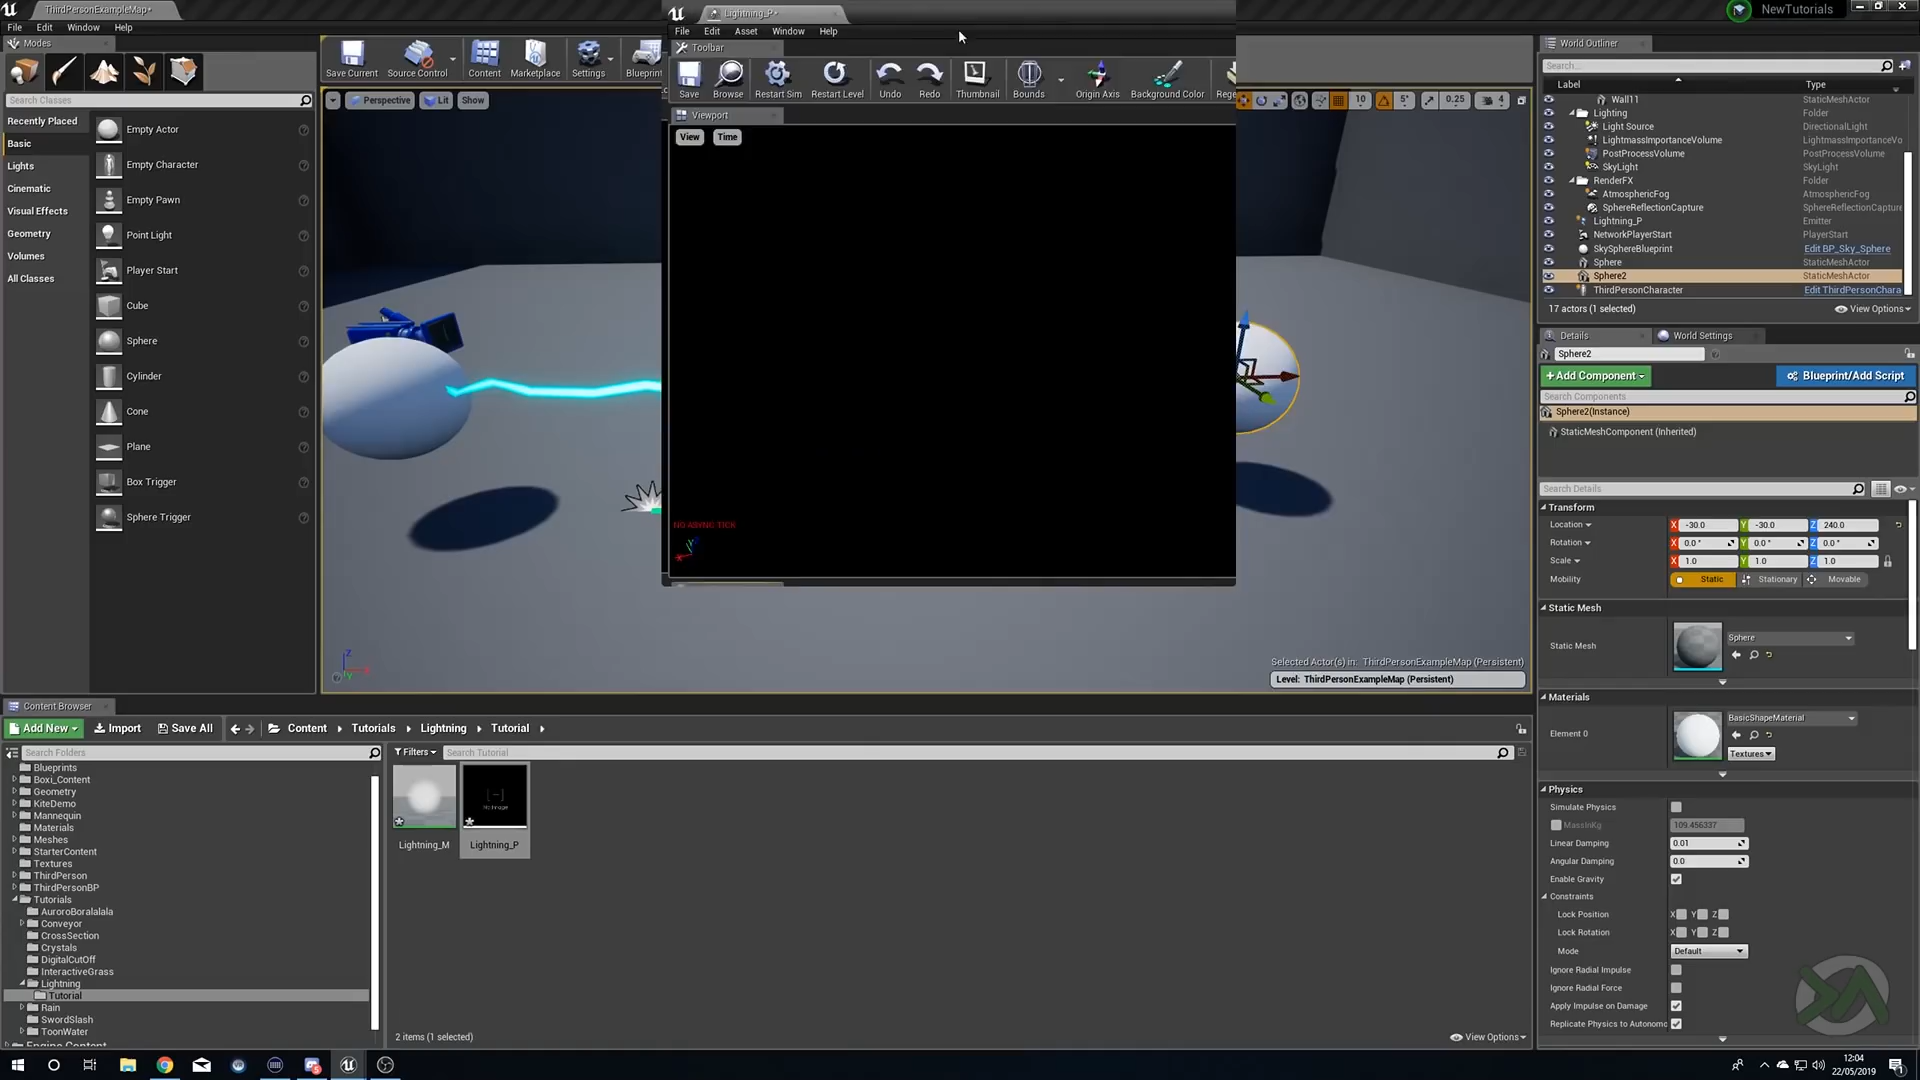 ThirdPersonExampleMap*
File Edit Window Help
Modes
Search Classes
Recently Placed
Basic
Lights
Cinematic
Visual Effects
Geometry
Volumes
All Classes
Empty Actor
Empty Character
Empty Pawn
Point Light
Player Start
Cube
Sphere
Cylinder
Cone
Plane
Box Trigger
Sphere Trigger
Save Current Source Control Content Marketplace Settings Blueprint
Perspective Lit Show
Lightning_P*
File Edit Asset Window Help
Toolbar
Save Browse Restart Sim Restart Level Undo Redo Thumbnail Bounds Origin Axis Background Color
Viewport
View Time
NO ASYNC TICK
10 5° 0.25 4
Selected Actor(s) in: ThirdPersonExampleMap (Persistent)
Level: ThirdPersonExampleMap (Persistent)
NewTutorials
World Outliner
Search...
Label Type
Wall11 StaticMeshActor
Lighting Folder
Light Source DirectionalLight
LightmassImportanceVolume LightmassImportanceVo
PostProcessVolume PostProcessVolume
SkyLight SkyLight
RenderFX Folder
AtmosphericFog AtmosphericFog
SphereReflectionCapture SphereReflectionCapture
Lightning_P Emitter
NetworkPlayerStart PlayerStart
SkySphereBlueprint Edit BP_Sky_Sphere
Sphere StaticMeshActor
Sphere2 StaticMeshActor
ThirdPersonCharacter Edit ThirdPersonChara
17 actors (1 selected) View Options
Details World Settings
Sphere2
+Add Component Blueprint/Add Script
Search Components
Sphere2(Instance)
StaticMeshComponent (Inherited)
Search Details
Transform
Location X -30.0 Y -30.0 Z 240.0
Rotation X 0.0° Y 0.0° Z 0.0°
Scale X 1.0 Y 1.0 Z 1.0
Mobility Static Stationary Movable
Static Mesh
Static Mesh Sphere
Materials
Element 0 BasicShapeMaterial
Textures
Physics
Simulate Physics
MassInKg 109.456337
Linear Damping 0.01
Angular Damping 0.0
Enable Gravity
Constraints
Lock Position X Y Z
Lock Rotation X Y Z
Mode Default
Ignore Radial Impulse
Ignore Radial Force
Apply Impulse on Damage
Replicate Physics to Autonomo
Content Browser
Add New Import Save All Content Tutorials Lightning Tutorial
Search Folders
Filters Search Tutorial
Blueprints
Boxi_Content
Geometry
KiteDemo
Mannequin
Materials
Meshes
StarterContent
Textures
ThirdPerson
ThirdPersonBP
Tutorials
AuroroBoralalala
Conveyor
CrossSection
Crystals
DigitalCutOff
InteractiveGrass
Lightning
Tutorial
Rain
SwordSlash
ToonWater
Engine Content
No Image
Lightning_M Lightning_P
2 items (1 selected) View Options
12:04
22/05/2019